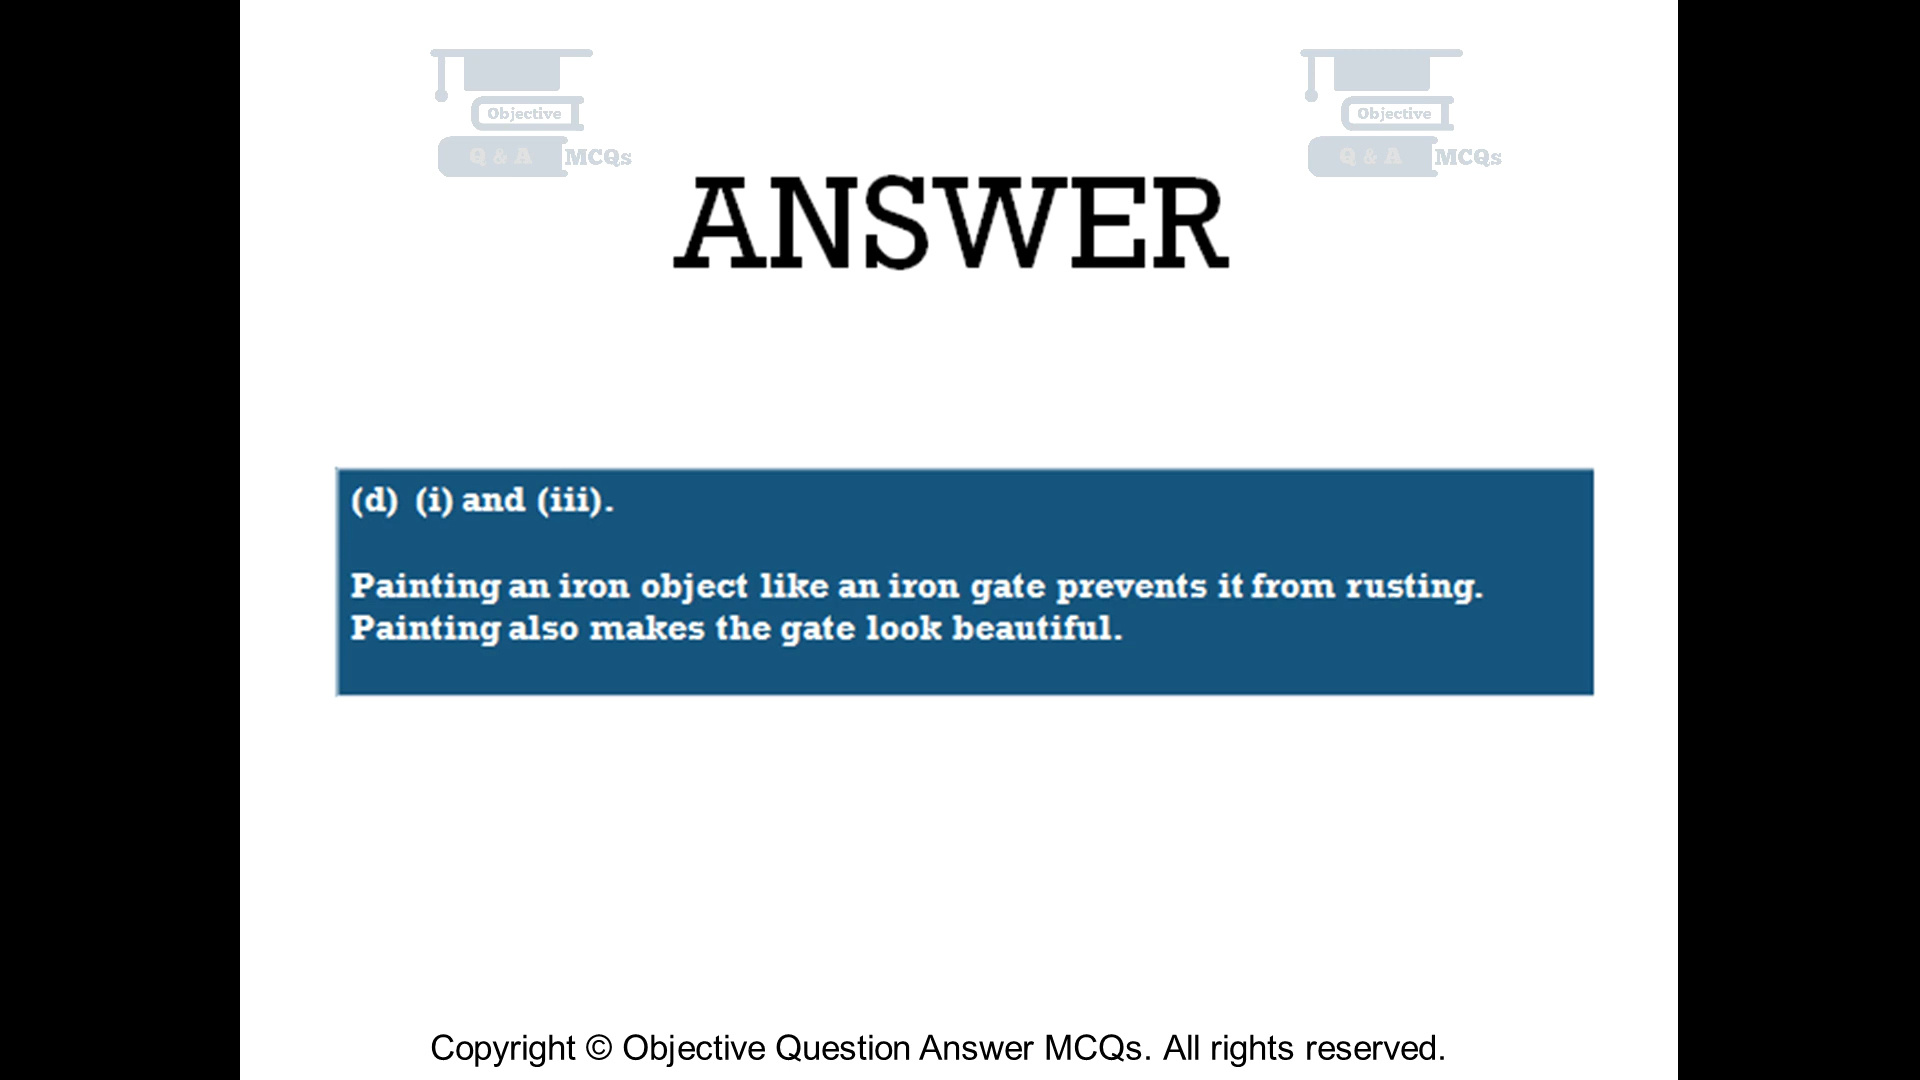 Objective
Q & A MCQs
Objective
Q & A MCQs
ANSWER
(d) (i) and (iii).
Painting an iron object like an iron gate prevents it from rusting.
Painting also makes the gate look beautiful.
Copyright © Objective Question Answer MCQs. All rights reserved.